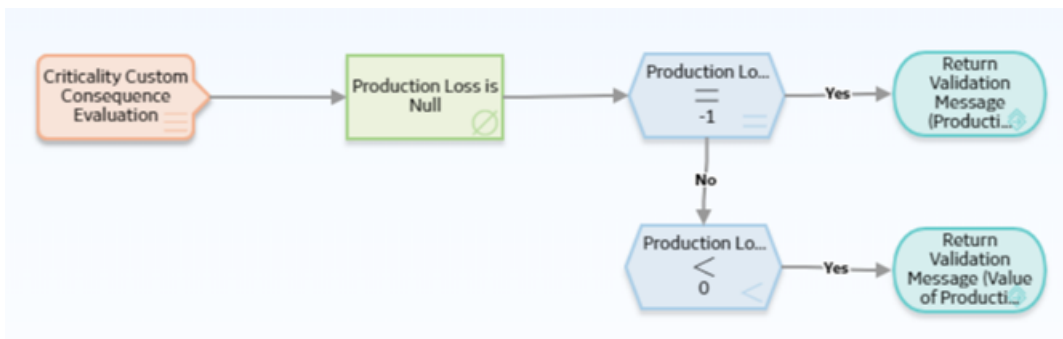 Criticality Custom
Consequence
Evaluation
Production Loss is
Null
Production Lo...
=
-1
Yes
Return
Validation
Message
(Producti...
No
Production Lo...
<
0
Yes
Return
Validation
Message (Value
of Producti...